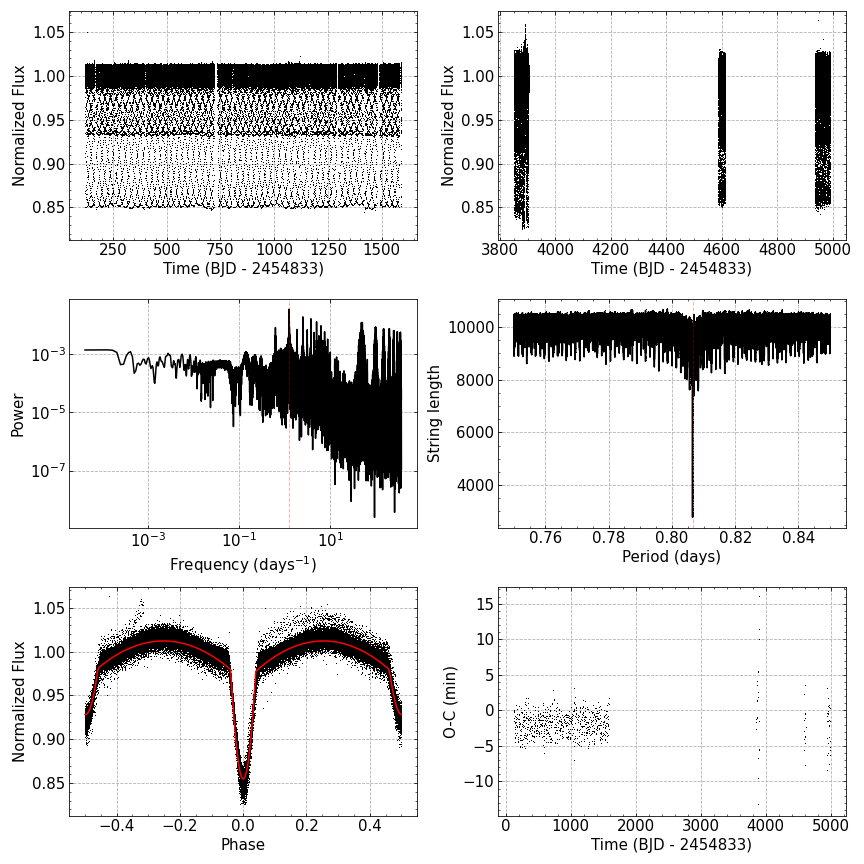 1.05
1.00
0.95
0.90
0.85
Normalized Flux
250 500 750 1000 1250 1500
Time (BJD - 2454833)
1.05
1.00
0.95
0.90
0.85
Normalized Flux
3800 4000 4200 4400 4600 4800 5000
Time (BJD - 2454833)
10⁻³
10⁻⁵
10⁻⁷
Power
10⁻³ 10⁻¹ 10¹
Frequency (days⁻¹)
10000
8000
6000
4000
String length
0.76 0.78 0.80 0.82 0.84
Period (days)
1.05
1.00
0.95
0.90
0.85
Normalized Flux
−0.4 −0.2 0.0 0.2 0.4
Phase
15
10
5
0
−5
−10
O-C (min)
0 1000 2000 3000 4000 5000
Time (BJD - 2454833)